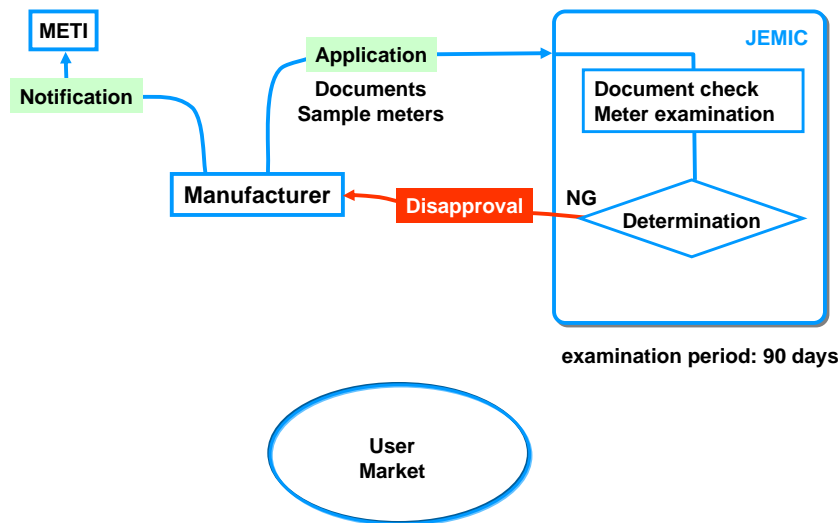 METI
Application
JEMIC
Notification
Documents
Sample meters
Document check
Meter examination
Manufacturer
Disapproval
NG
Determination
examination period: 90 days
User
Market